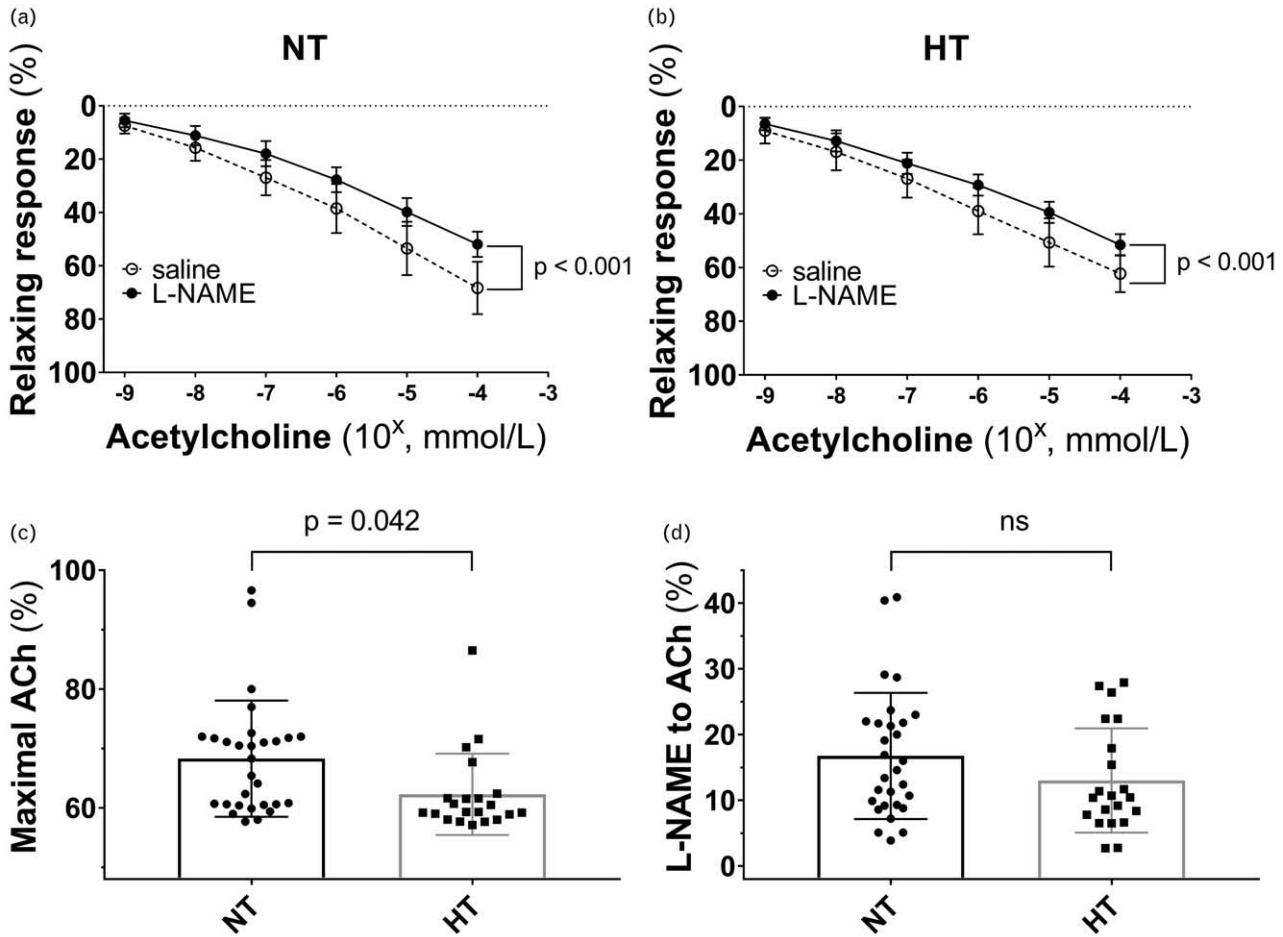 (a)
NT
Relaxing response (%)
0
20
40
60
80
100
saline
L-NAME
p < 0.001
-9 -8 -7 -6 -5 -4 -3
Acetylcholine (10^x, mmol/L)
(b)
HT
Relaxing response (%)
0
20
40
60
80
100
saline
L-NAME
p < 0.001
-9 -8 -7 -6 -5 -4 -3
Acetylcholine (10^x, mmol/L)
(c)
p = 0.042
Maximal ACh (%)
100
80
60
NT
HT
(d)
ns
L-NAME to ACh (%)
40
30
20
10
0
NT
HT